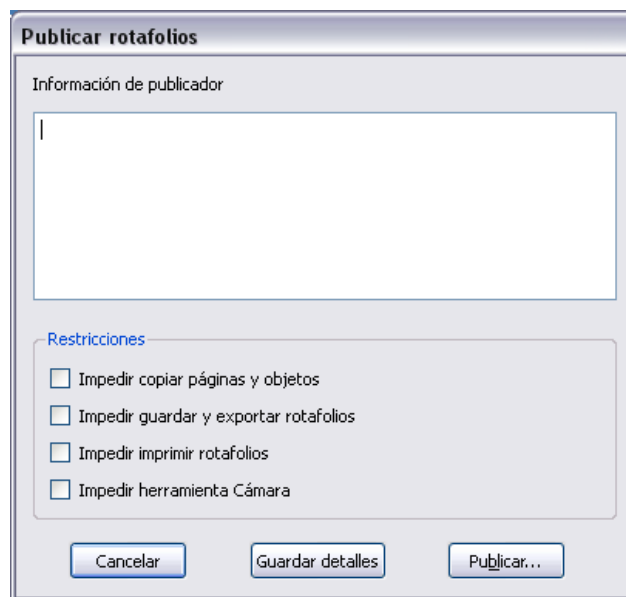 Publicar rotafolios
Información de publicador
Restricciones
Impedir copiar páginas y objetos
Impedir guardar y exportar rotafolios
Impedir imprimir rotafolios
Impedir herramienta Cámara
Cancelar Guardar detalles Publicar...